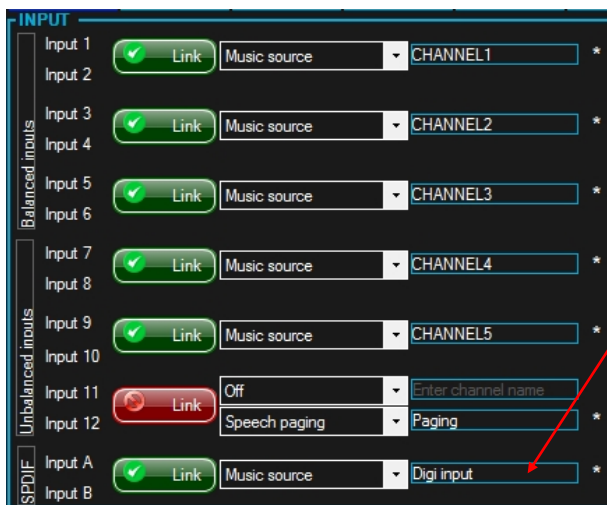 INPUT
Balanced inputs
Input 1
Link Music source CHANNEL1 *
Input 2
Input 3
Link Music source CHANNEL2 *
Input 4
Input 5
Link Music source CHANNEL3 *
Input 6
Unbalanced inputs
Input 7
Link Music source CHANNEL4 *
Input 8
Input 9
Link Music source CHANNEL5 *
Input 10
Input 11 Off Enter channel name
Link
Input 12 Speech paging Paging *
SPDIF
Input A
Link Music source Digi input *
Input B